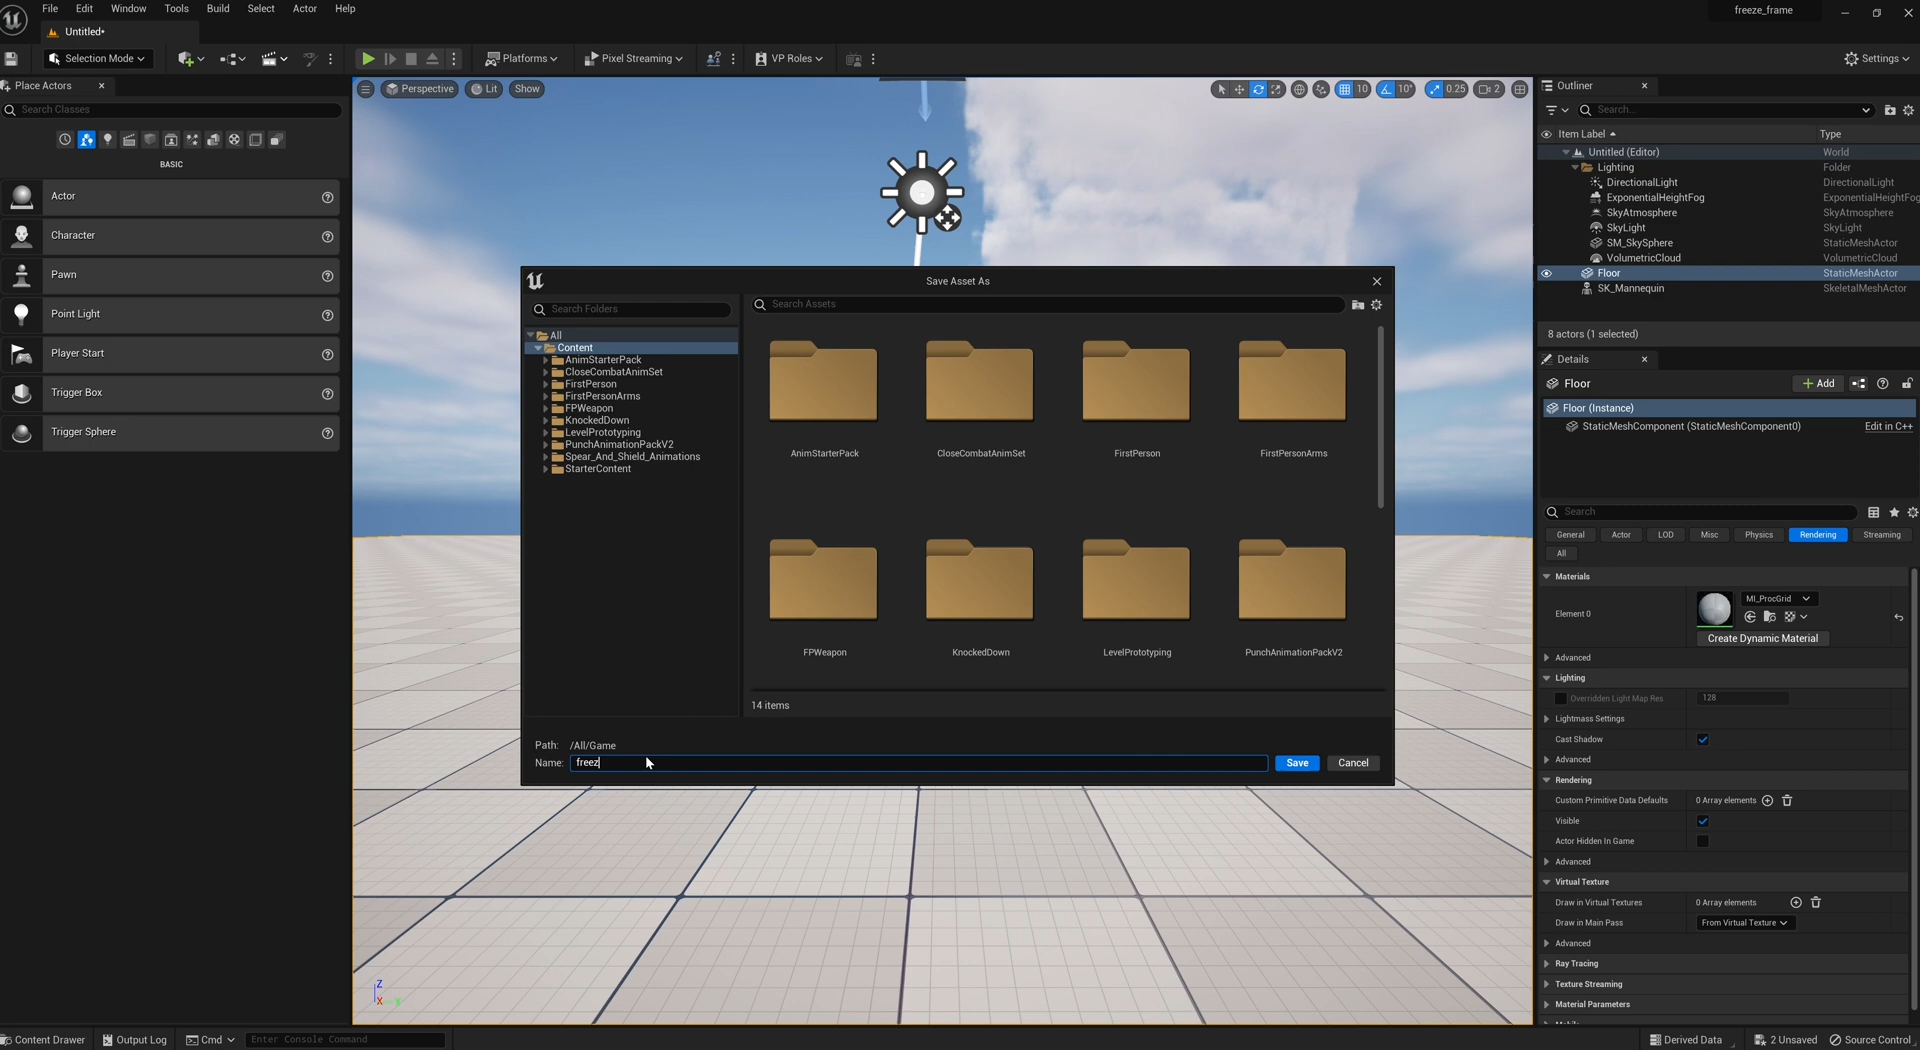 File Edit Window Tools Build Select Actor Help
freeze_frame
Untitled*
Selection Mode
Platforms
Pixel Streaming
VP Roles
Settings
Place Actors
Search Classes
BASIC
Actor
Character
Pawn
Point Light
Player Start
Trigger Box
Trigger Sphere
Perspective
Lit
Show
10
10°
0.25
2
Save Asset As
Search Folders
Search Assets
All
Content
AnimStarterPack
CloseCombatAnimSet
FirstPerson
FirstPersonArms
FPWeapon
KnockedDown
LevelPrototyping
PunchAnimationPackV2
Spear_And_Shield_Animations
StarterContent
AnimStarterPack
CloseCombatAnimSet
FirstPerson
FirstPersonArms
FPWeapon
KnockedDown
LevelPrototyping
PunchAnimationPackV2
14 items
Path: /All/Game
Name: freez
Save
Cancel
Z
X
Outliner
Search...
Item Label Type
Untitled (Editor) World
Lighting Folder
DirectionalLight DirectionalLight
ExponentialHeightFog ExponentialHeightFog
SkyAtmosphere SkyAtmosphere
SkyLight SkyLight
SM_SkySphere StaticMeshActor
VolumetricCloud VolumetricCloud
Floor StaticMeshActor
SK_Mannequin SkeletalMeshActor
8 actors (1 selected)
Details
Floor
Add
Floor (Instance)
StaticMeshComponent (StaticMeshComponent0) Edit in C++
Search
General Actor LOD Misc Physics Rendering Streaming
All
Materials
Element 0
MI_ProcGrid
Create Dynamic Material
Advanced
Lighting
Overridden Light Map Res 128
Lightmass Settings
Cast Shadow
Advanced
Rendering
Custom Primitive Data Defaults 0 Array elements
Visible
Actor Hidden In Game
Advanced
Virtual Texture
Draw in Virtual Textures 0 Array elements
Draw in Main Pass From Virtual Texture
Advanced
Ray Tracing
Texture Streaming
Material Parameters
Content Drawer
Output Log
Cmd
Enter Console Command
Derived Data
2 Unsaved
Source Control